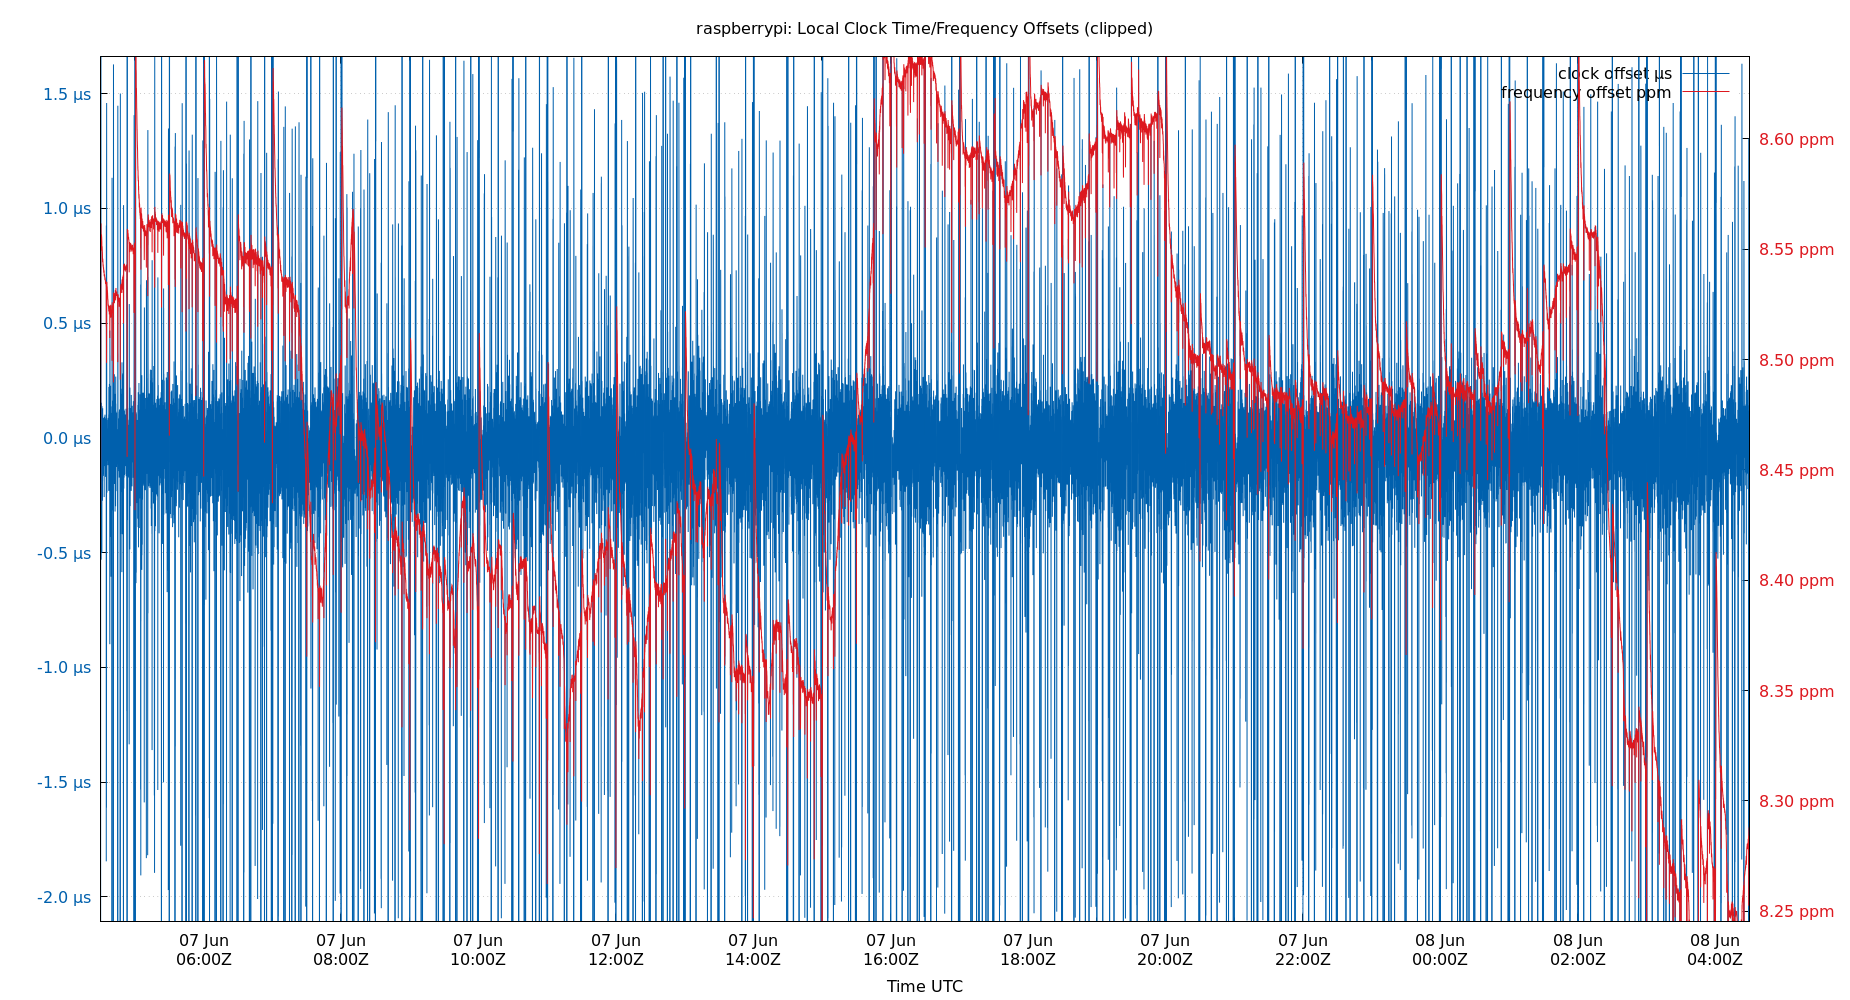 raspberrypi: Local Clock Time/Frequency Offsets (clipped)
clock offset µs
frequency offset ppm
1.5 µs
1.0 µs
0.5 µs
0.0 µs
-0.5 µs
-1.0 µs
-1.5 µs
-2.0 µs
8.60 ppm
8.55 ppm
8.50 ppm
8.45 ppm
8.40 ppm
8.35 ppm
8.30 ppm
8.25 ppm
07 Jun 07 Jun 07 Jun 07 Jun 07 Jun 07 Jun 07 Jun 07 Jun 07 Jun 08 Jun 08 Jun 08 Jun
06:00Z 08:00Z 10:00Z 12:00Z 14:00Z 16:00Z 18:00Z 20:00Z 22:00Z 00:00Z 02:00Z 04:00Z
Time UTC